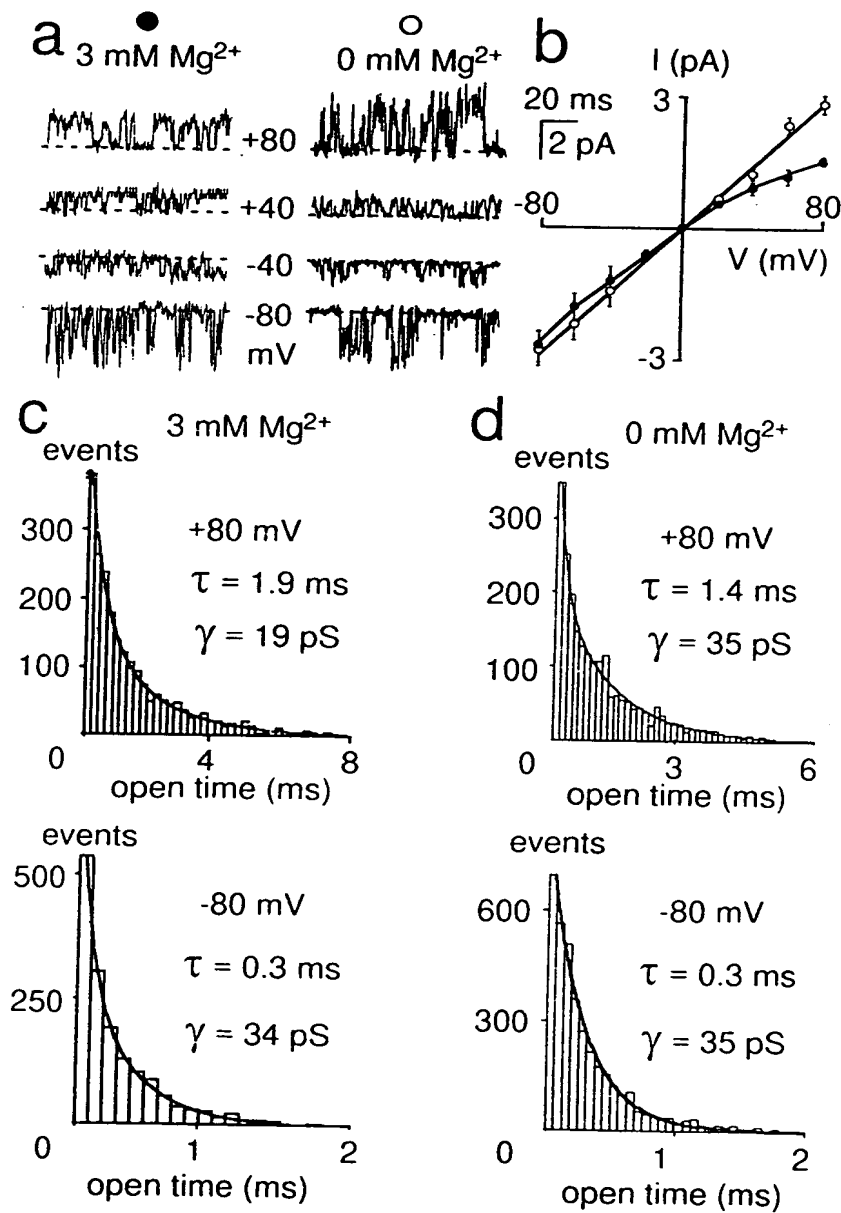 a
3 mM Mg²⁺
0 mM Mg²⁺
+80
+40
-40
-80
mV
b
I (pA)
3
20 ms
2 pA
-80
80
V (mV)
-3
c
3 mM Mg²⁺
events
300
200
100
0
+80 mV
τ = 1.9 ms
γ = 19 pS
4
8
open time (ms)
events
500
250
0
-80 mV
τ = 0.3 ms
γ = 34 pS
1
2
open time (ms)
d
0 mM Mg²⁺
events
300
200
100
0
+80 mV
τ = 1.4 ms
γ = 35 pS
3
6
open time (ms)
events
600
300
0
-80 mV
τ = 0.3 ms
γ = 35 pS
1
2
open time (ms)